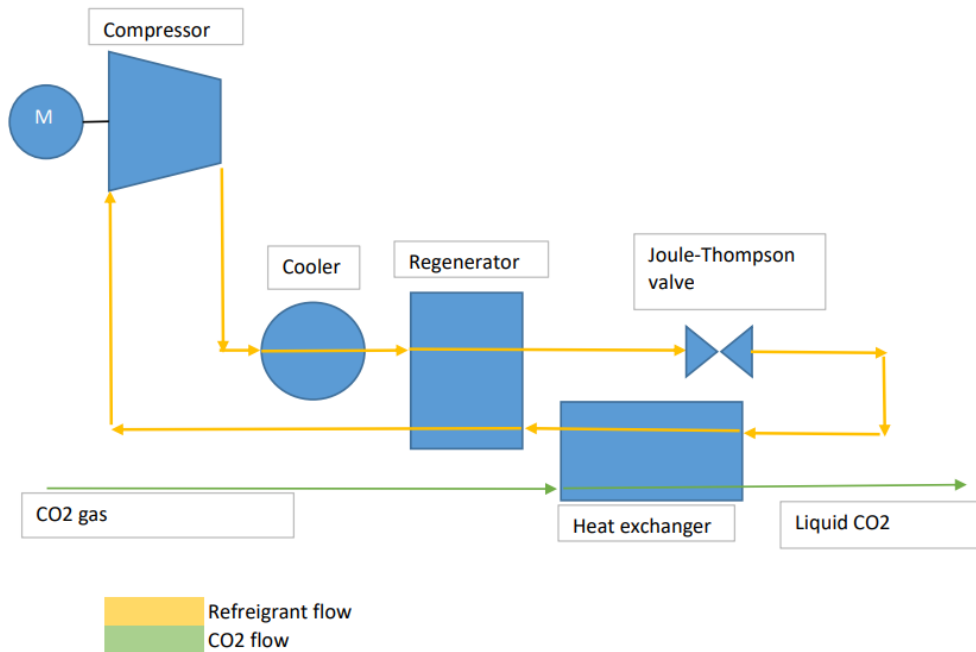 Compressor
M
Cooler
Regenerator
Joule-Thompson
valve
CO2 gas
Heat exchanger
Liquid CO2
Refreigrant flow
CO2 flow